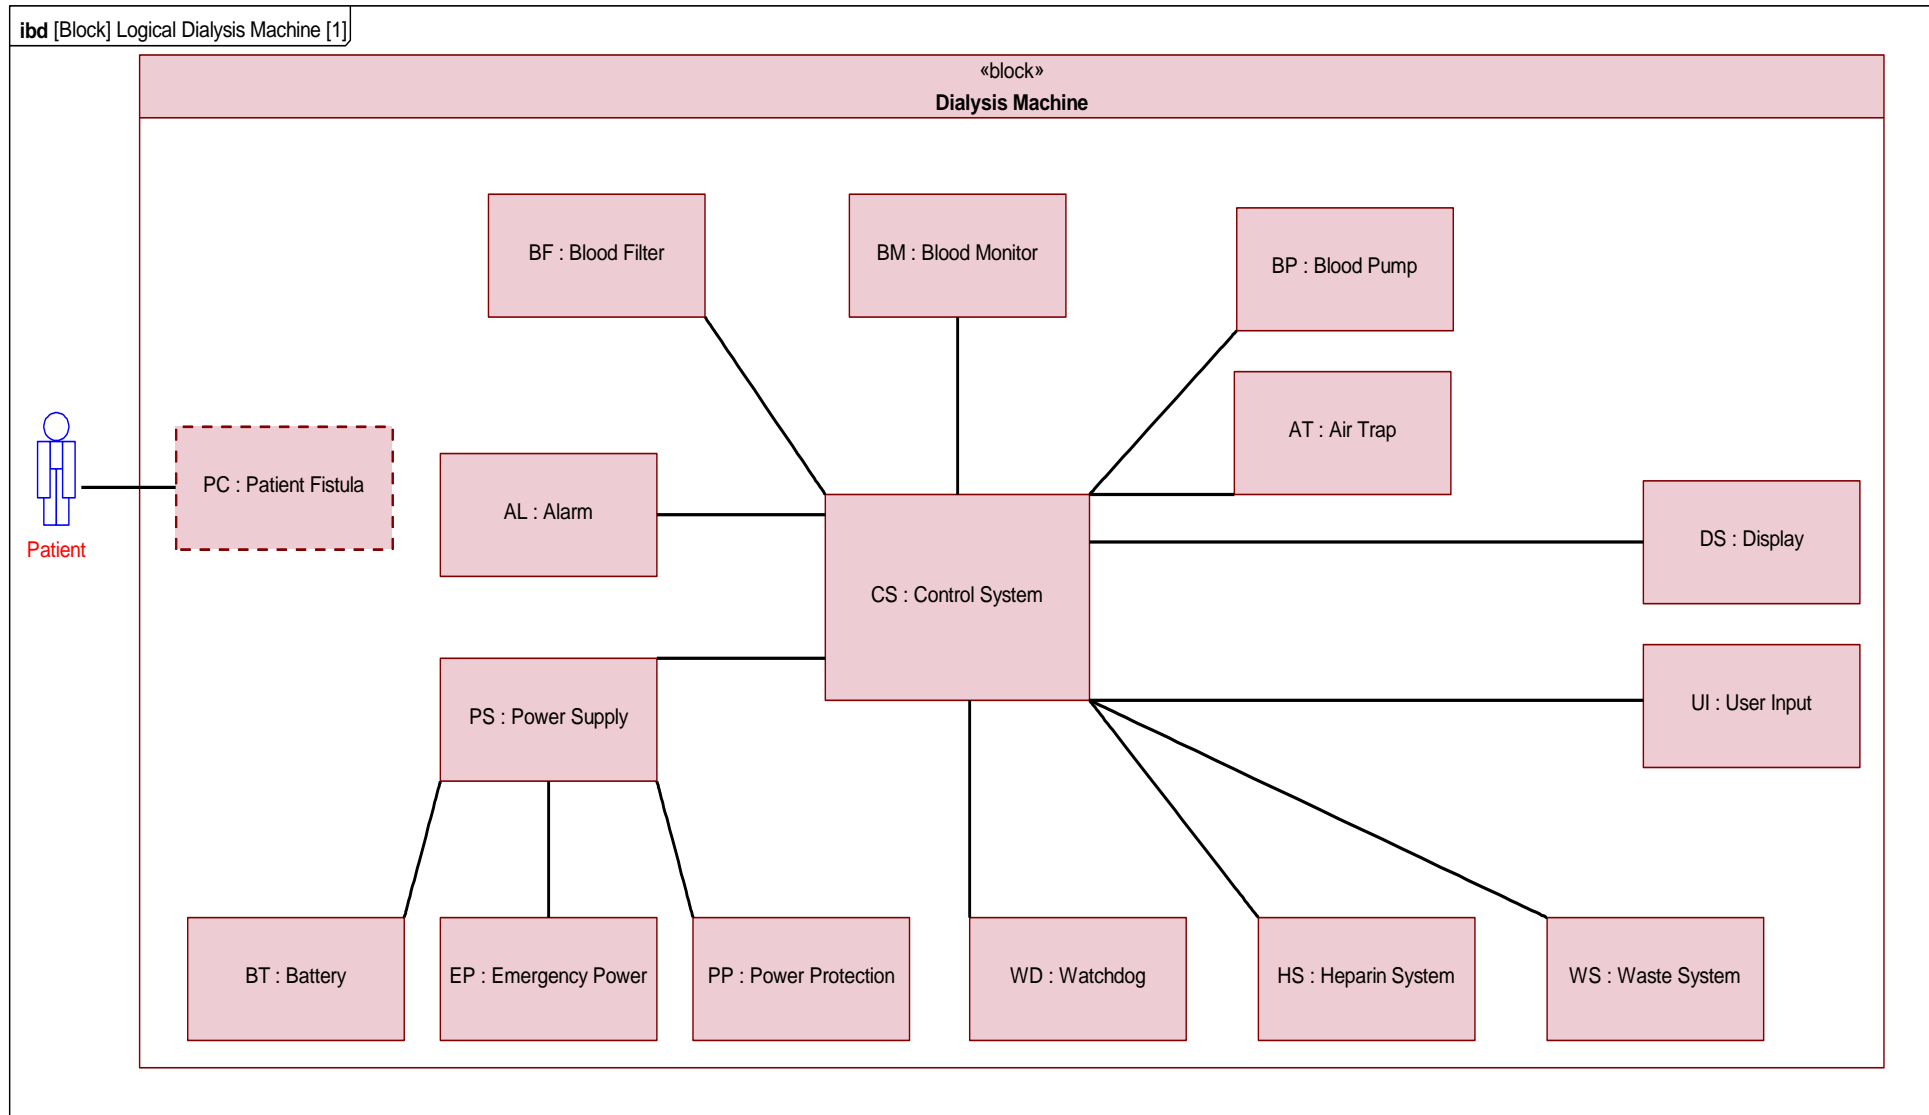 ibd [Block] Logical Dialysis Machine [1]
«block»
Dialysis Machine
BF : Blood Filter
BM : Blood Monitor
BP : Blood Pump
AT : Air Trap
PC : Patient Fistula
AL : Alarm
Patient
DS : Display
CS : Control System
UI : User Input
PS : Power Supply
BT : Battery
EP : Emergency Power
PP : Power Protection
WD : Watchdog
HS : Heparin System
WS : Waste System